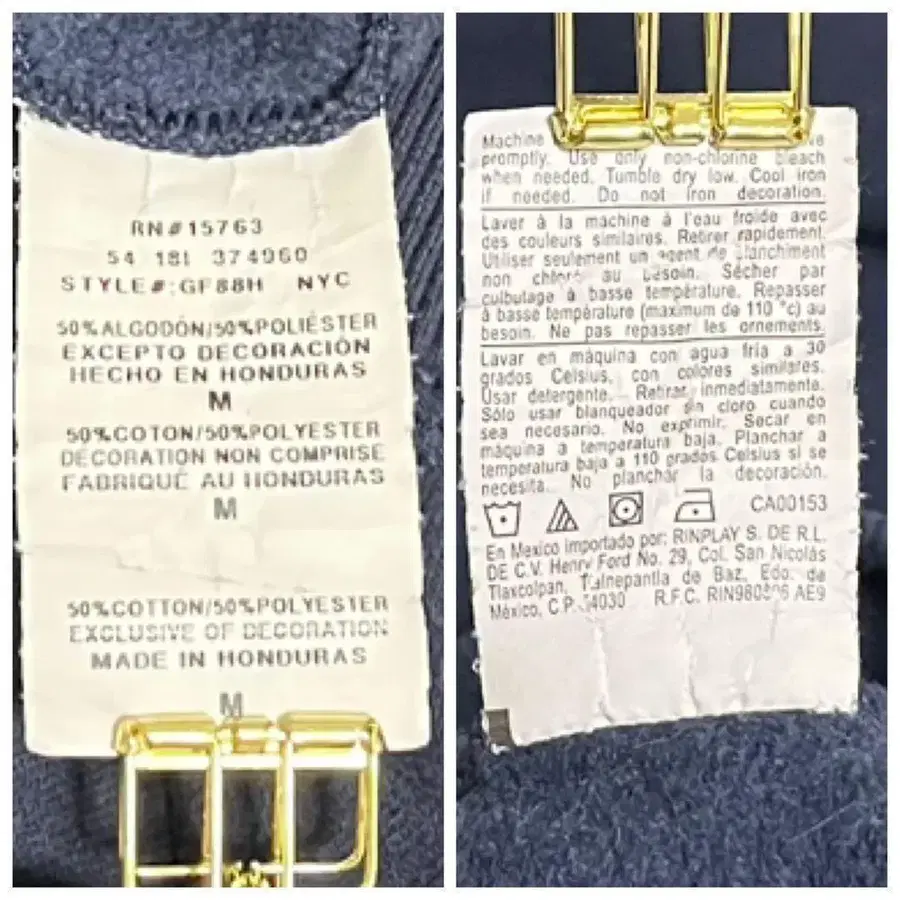 RN#15763
54 181 374960
STYLE#:GF88H NYC
50%ALGODÓN/50%POLIÉSTER
EXCEPTO DECORACIÓN
HECHO EN HONDURAS
M
50%COTON/50%POLYESTER
DÉCORATION NON COMPRISE
FABRIQUÉ AU HONDURAS
M
50%COTTON/50%POLYESTER
EXCLUSIVE OF DECORATION
MADE IN HONDURAS
M
Machine
promptly. Use only non-chlorine bleach
when needed. Tumble dry low. Cool iron
if needed. Do not iron decoration.
Laver à la machine à l'eau froide avec
des couleurs similaires. Retirer rapidement.
Utiliser seulement un agent de blanchiment
non chloré au besoin. Sécher par
culbutage à basse température. Repasser
à basse température (maximum de 110 °c) au
besoin. Ne pas repasser les ornements.
Lavar en máquina con agua fría a 30
grados Celsius, con colores similares.
Usar detergente. Retirar inmediatamente.
Sólo usar blanqueador sin cloro cuando
sea necesario. No exprimir. Secar en
máquina a temperatura baja. Planchar a
temperatura baja a 110 grados Celsius si se
necesita. No planchar la decoración.
CA00153
En Mexico importado por: RINPLAY S. DE R.L.
DE C.V. Henry Ford No. 29, Col. San Nicolás
Tlaxcolpan, Tlalnepantla de Baz, Edo. de
México, C.P. 54030 R.F.C. AE9